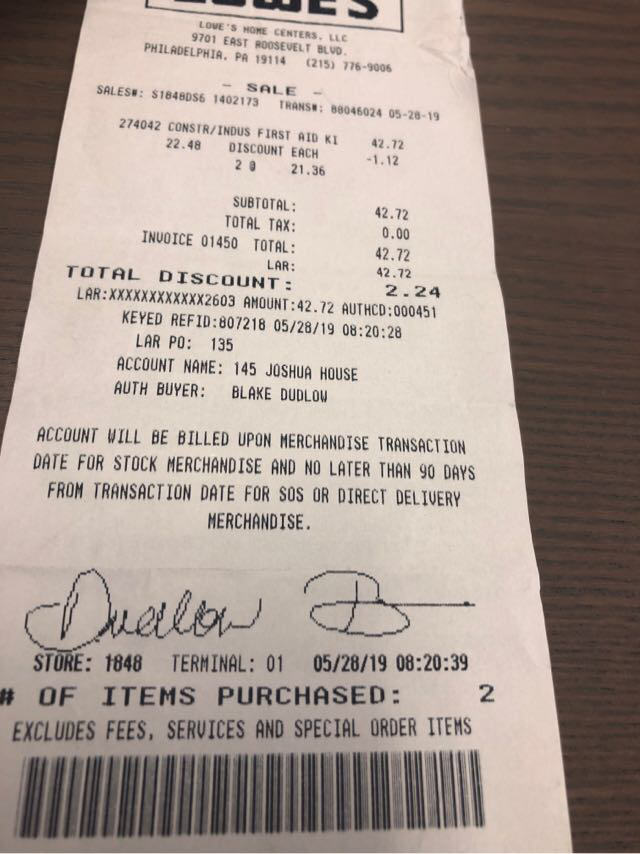 LOWE'S
LOWE'S HOME CENTERS, LLC
9701 EAST ROOSEVELT BLVD.
PHILADELPHIA, PA 19114 (215) 776-9006
- SALE -
SALES#: S1848DS6 1402173 TRANS#: 88046024 05-28-19
274042 CONSTR/INDUS FIRST AID KI 42.72
22.48 DISCOUNT EACH -1.12
2 @ 21.36
SUBTOTAL: 42.72
TOTAL TAX: 0.00
INVOICE 01450 TOTAL: 42.72
LAR: 42.72
TOTAL DISCOUNT: 2.24
LAR:XXXXXXXXXXXX2603 AMOUNT:42.72 AUTHCD:000451
KEYED REFID:807218 05/28/19 08:20:28
LAR PO: 135
ACCOUNT NAME: 145 JOSHUA HOUSE
AUTH BUYER: BLAKE DUDLOW
ACCOUNT WILL BE BILLED UPON MERCHANDISE TRANSACTION
DATE FOR STOCK MERCHANDISE AND NO LATER THAN 90 DAYS
FROM TRANSACTION DATE FOR SOS OR DIRECT DELIVERY
MERCHANDISE.
Dudlow B
STORE: 1848 TERMINAL: 01 05/28/19 08:20:39
# OF ITEMS PURCHASED: 2
EXCLUDES FEES, SERVICES AND SPECIAL ORDER ITEMS